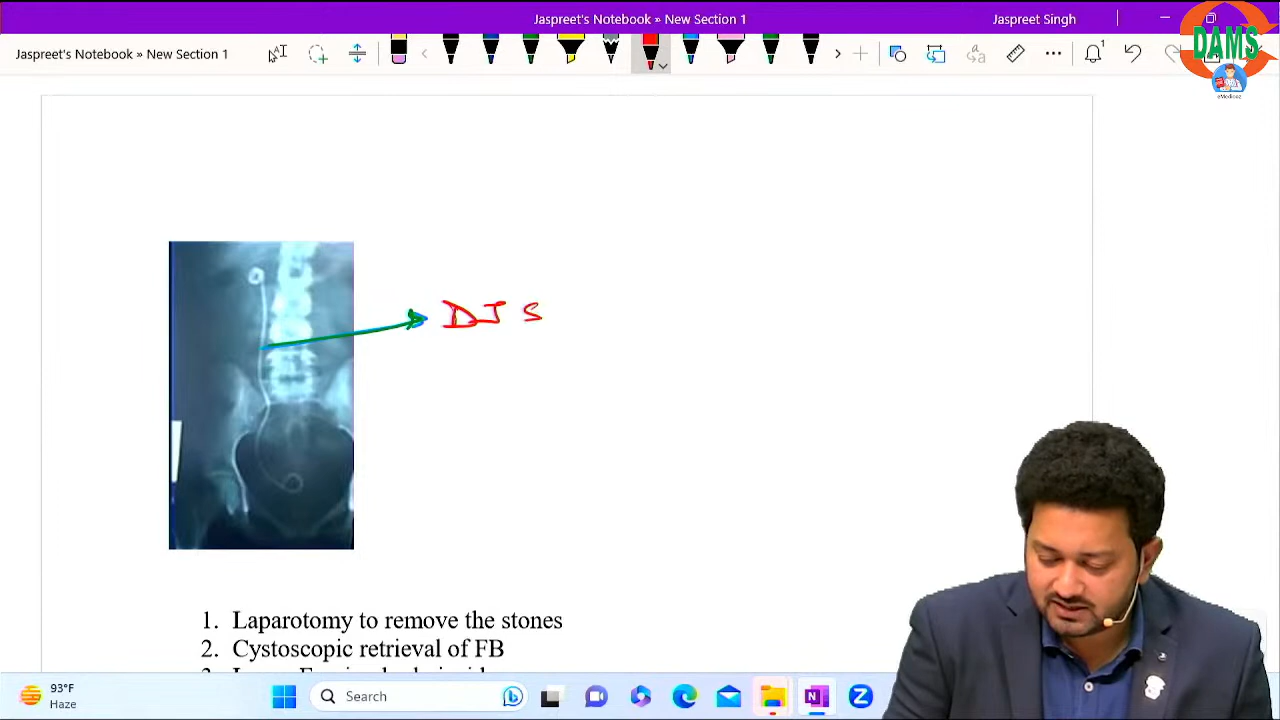 Jaspreet's Notebook » New Section 1
Jaspreet Singh
Jaspreet's Notebook » New Section 1
DAMS
eMedicoz
DJ S
1. Laparotomy to remove the stones
2. Cystoscopic retrieval of FB
93°F
Haze
Search